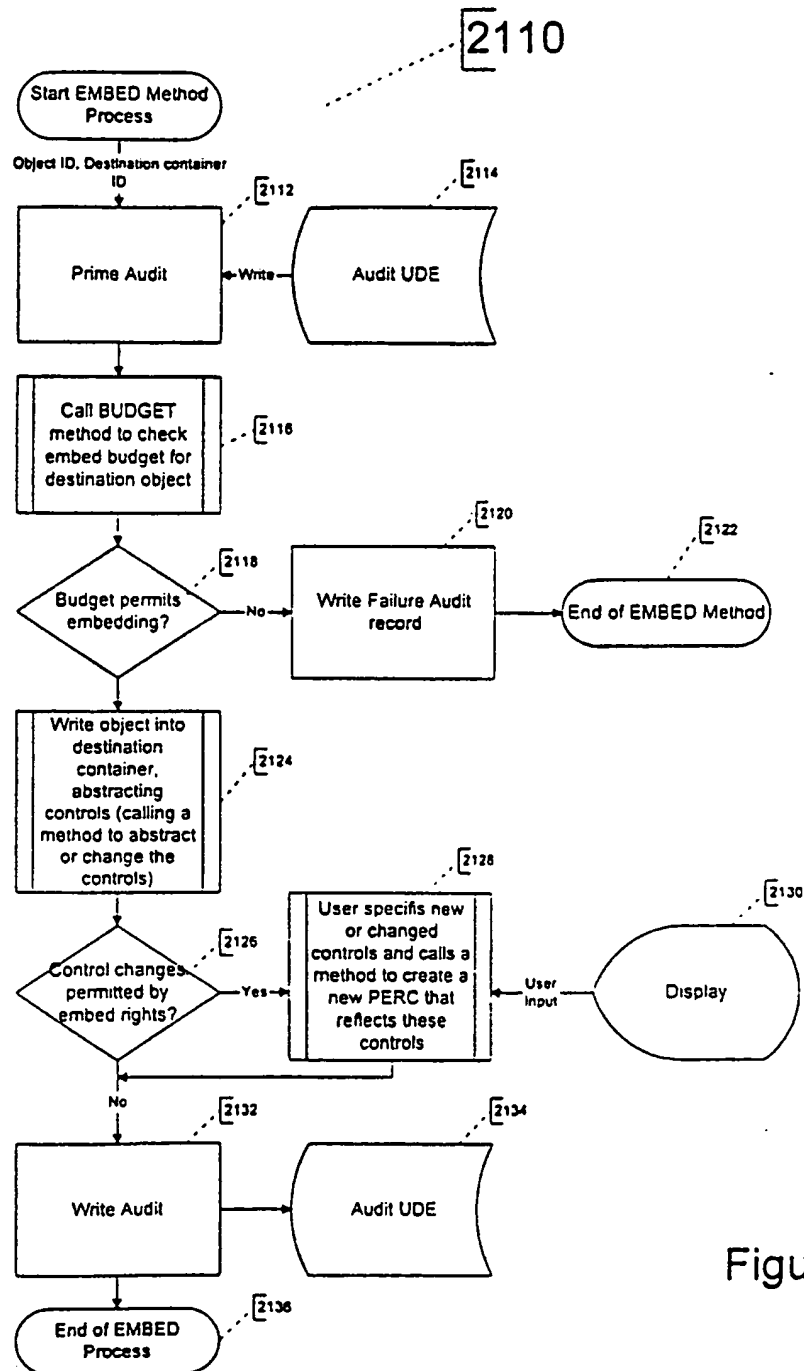 2110
Start EMBED Method
Process
Object ID, Destination container
ID
2112
2114
Prime Audit
Write
Audit UDE
Call BUDGET
method to check
embed budget for
destination object
2116
2118
Budget permits
embedding?
No
2120
Write Failure Audit
record
2122
End of EMBED Method
Write object into
destination
container,
abstracting
controls (calling a
method to abstract
or change the
controls)
2124
2126
Control changes
permitted by
embed rights?
Yes
2128
User specifis new
or changed
controls and calls a
method to create a
new PERC that
reflects these
controls
User
Input
2130
Display
No
2132
Write Audit
2134
Audit UDE
End of EMBED
Process
2136
Figu